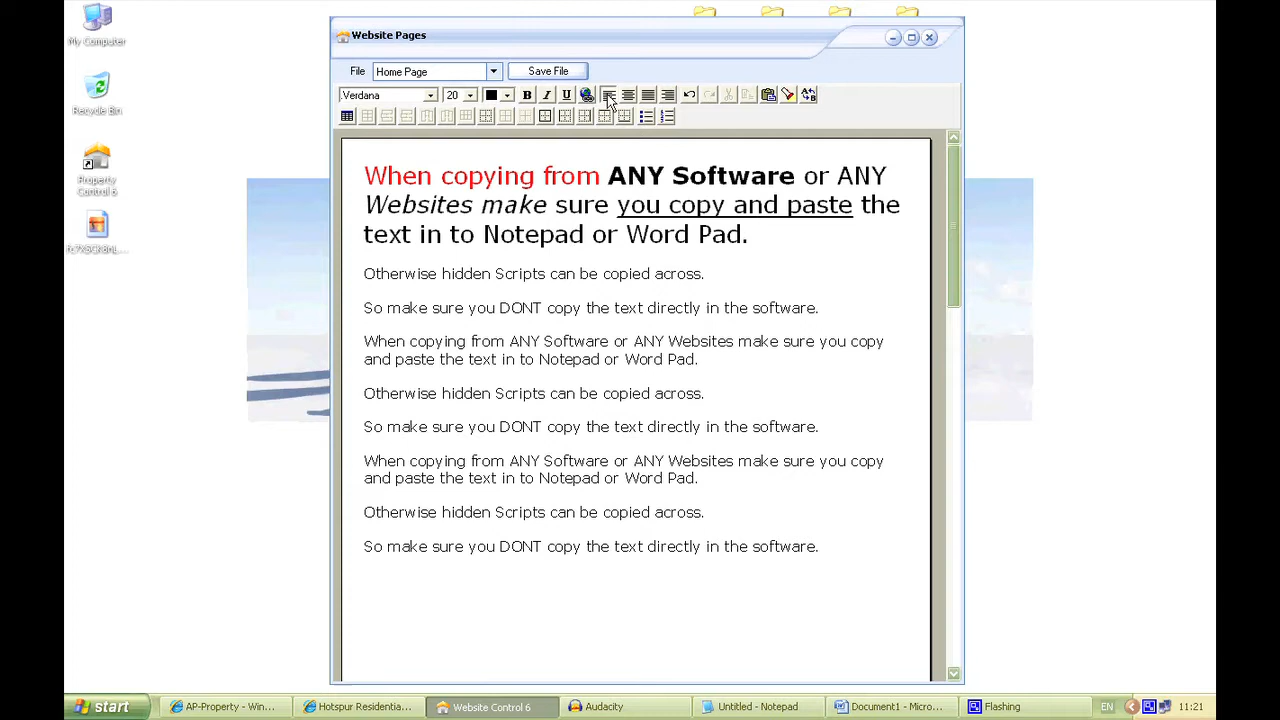 My Computer
Recycle Bin
Property
Control 6
Website Pages
File
Home Page
Save File
Verdana
20
B
I
U
When copying from ANY Software or ANY
Websites make sure you copy and paste the
text in to Notepad or Word Pad.
Otherwise hidden Scripts can be copied across.
So make sure you DONT copy the text directly in the software.
When copying from ANY Software or ANY Websites make sure you copy
and paste the text in to Notepad or Word Pad.
Otherwise hidden Scripts can be copied across.
So make sure you DONT copy the text directly in the software.
When copying from ANY Software or ANY Websites make sure you copy
and paste the text in to Notepad or Word Pad.
Otherwise hidden Scripts can be copied across.
So make sure you DONT copy the text directly in the software.
start
AP-Property - Win...
Hotspur Residentia...
Website Control 6
Audacity
Untitled - Notepad
Document1 - Micro...
Flashing
EN
11:21